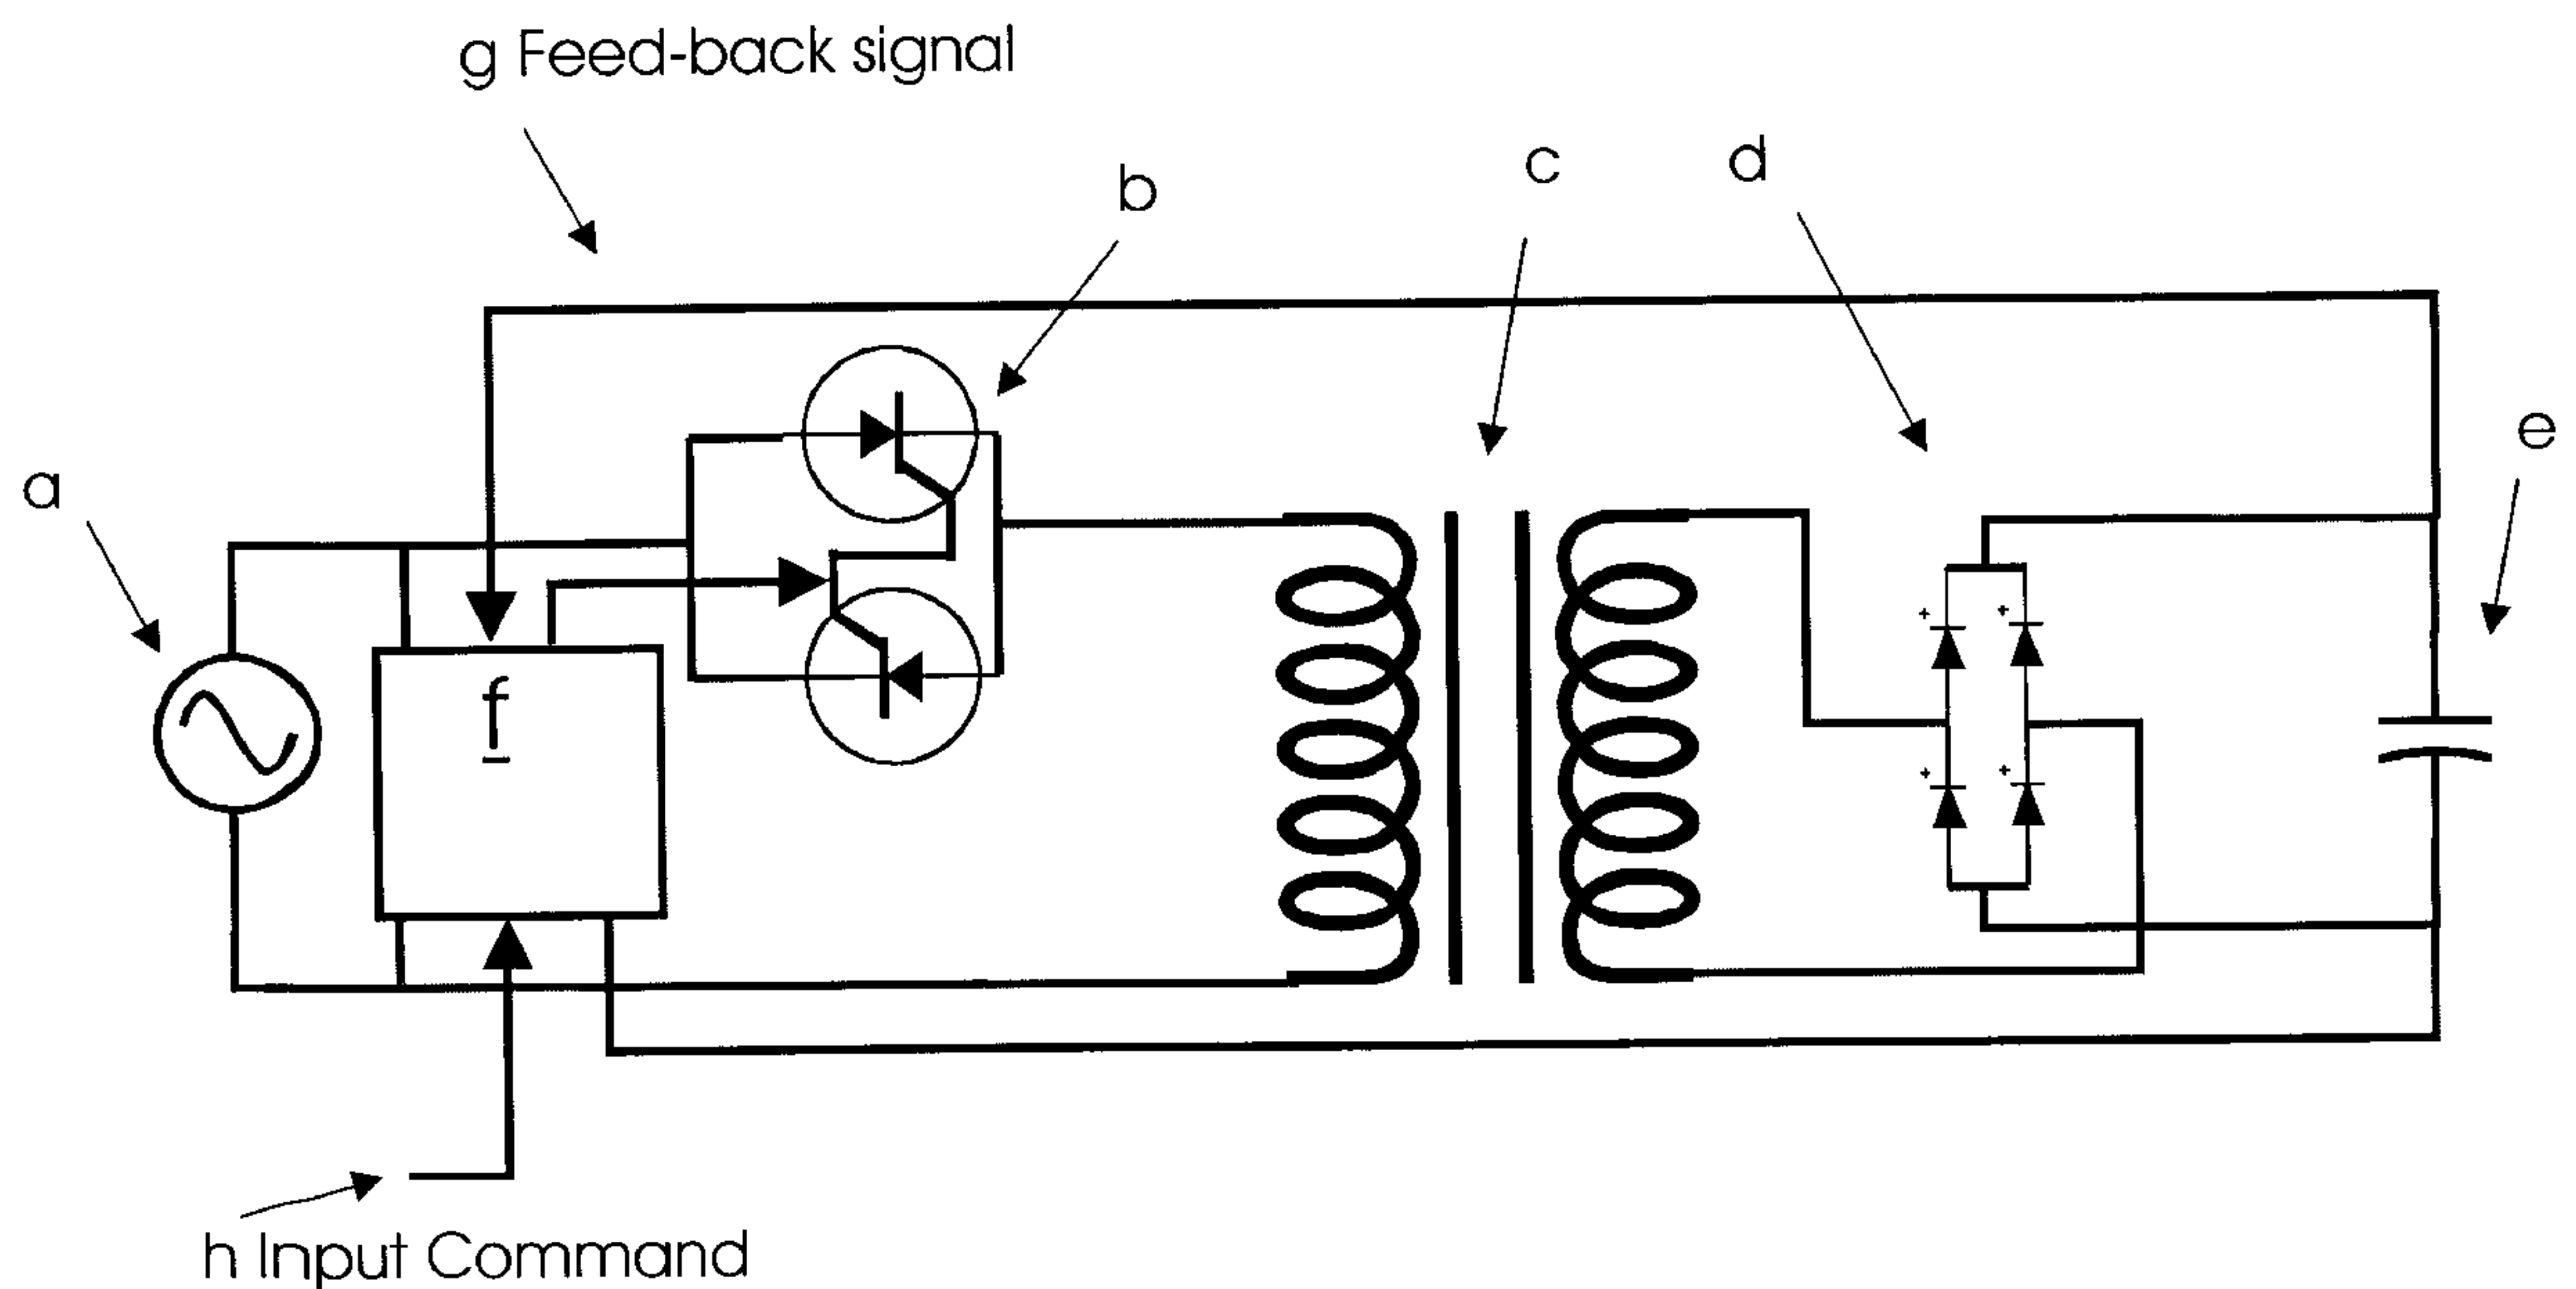 g Feed-back signal
b
c
d
e
a
f
h Input Command